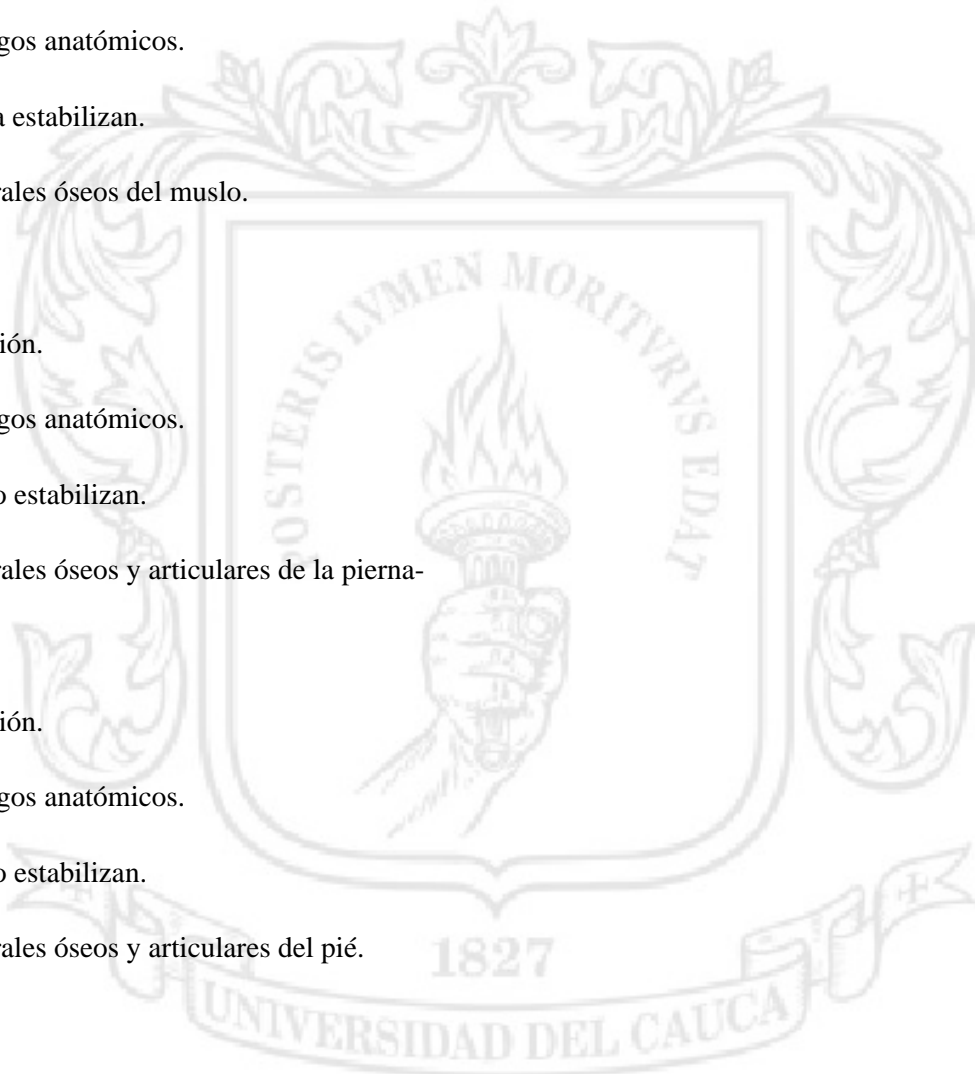 gos anatómicos.
a estabilizan.
rales óseos del muslo.
POSTERIS LVMEN MORITVRVS EDAT
ión.
gos anatómicos.
o estabilizan.
rales óseos y articulares de la pierna-
ión.
gos anatómicos.
o estabilizan.
rales óseos y articulares del pié.
1827
UNIVERSIDAD DEL CAUCA